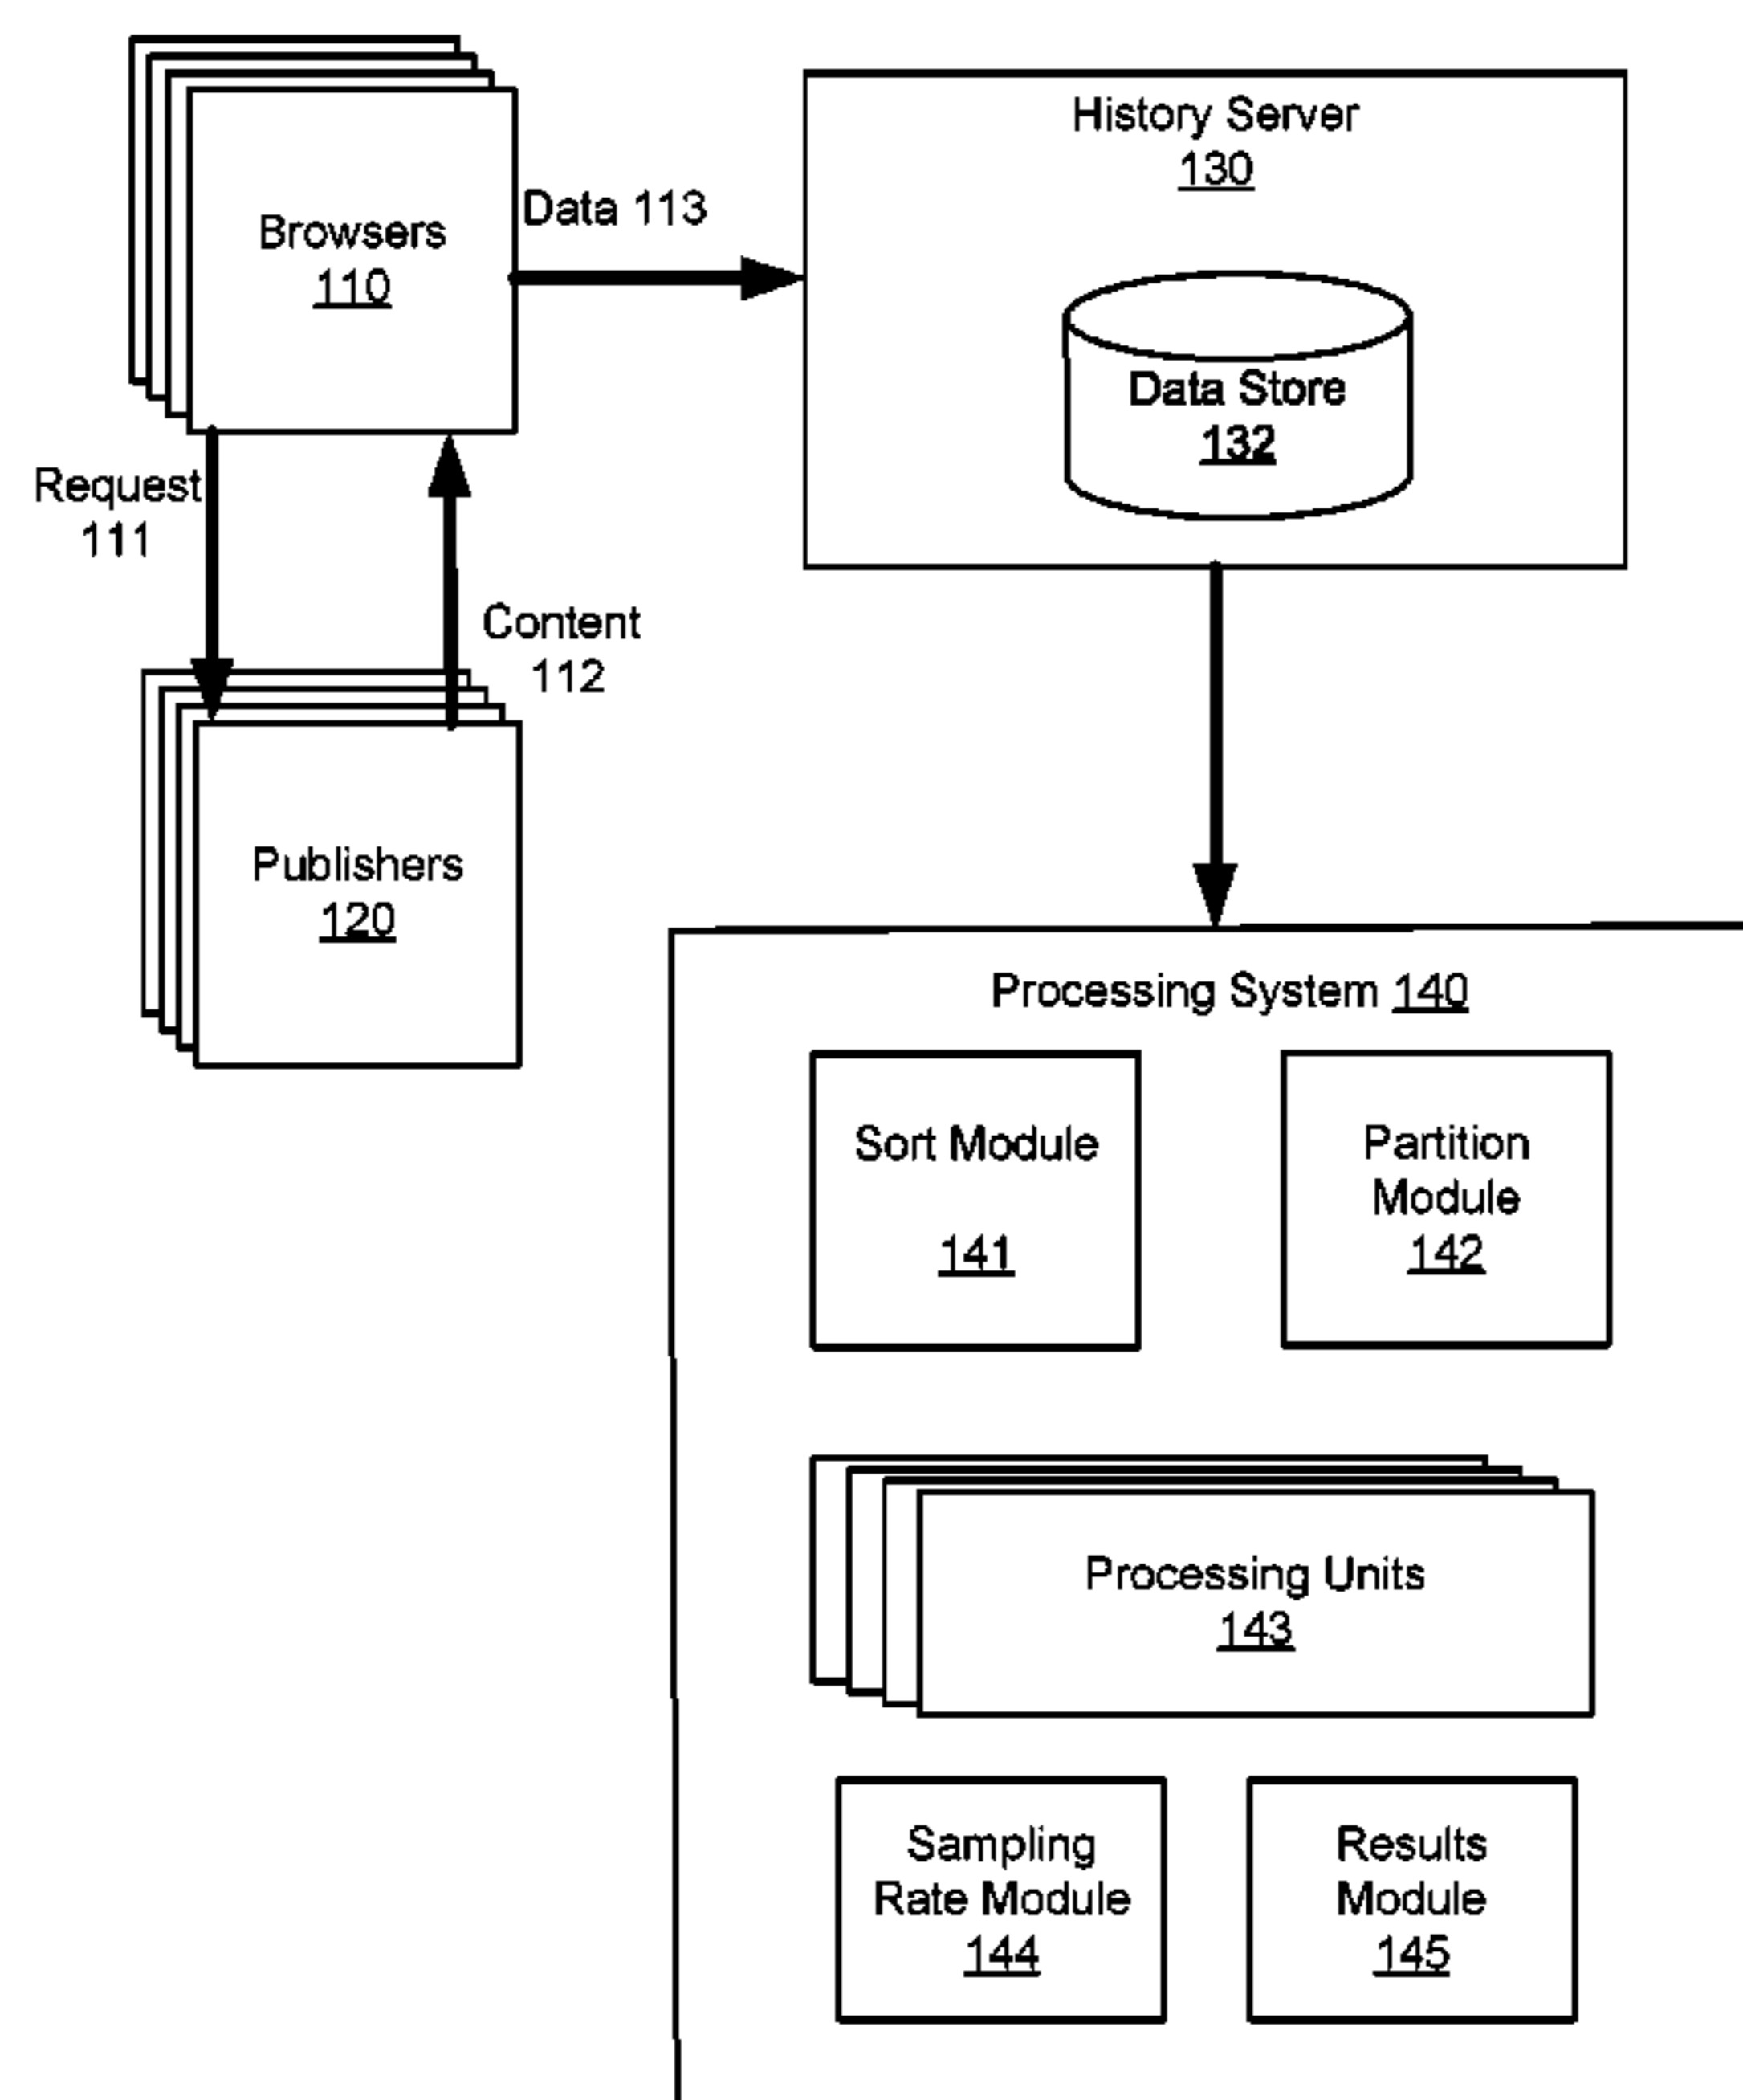 Browsers
110
Data 113
History Server
130
Data Store
132
Request
111
Content
112
Publishers
120
Processing System 140
Sort Module
141
Partition
Module
142
Processing Units
143
Sampling
Rate Module
144
Results
Module
145